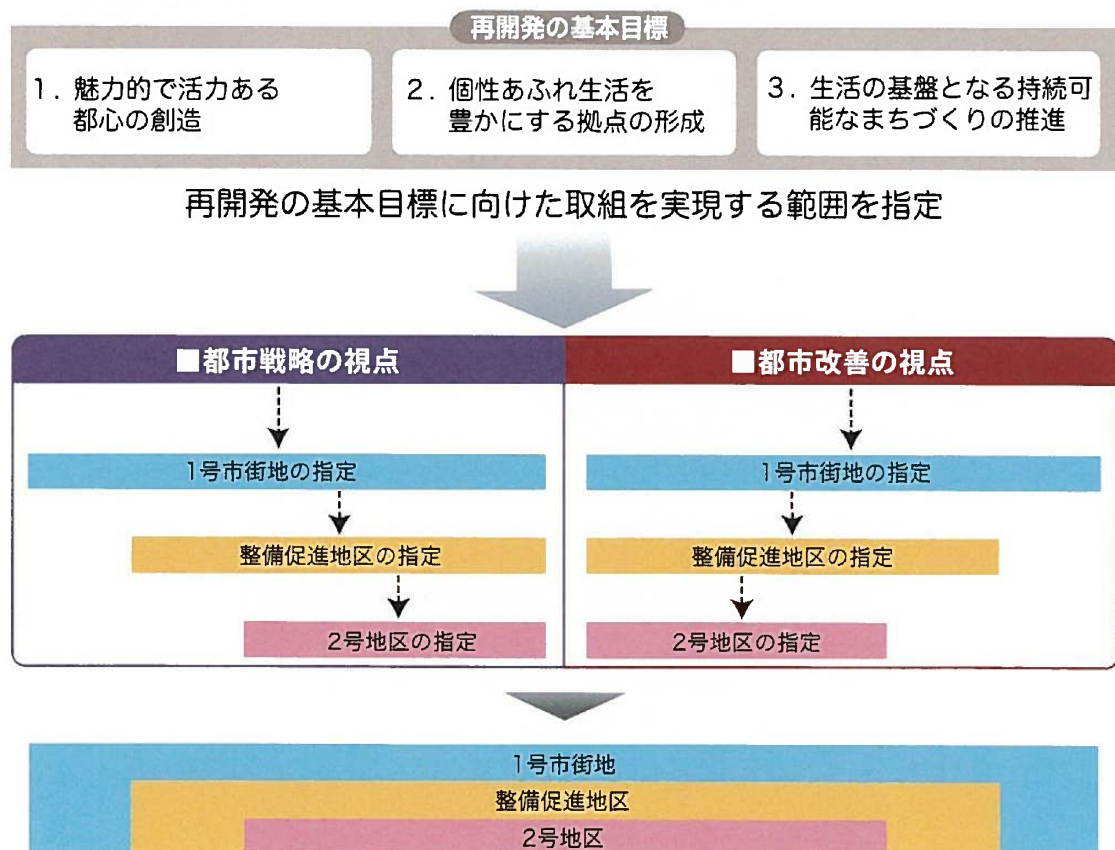 再開発の基本目標
1. 魅力的で活力ある
都心の創造
2. 個性あふれ生活を
豊かにする拠点の形成
3. 生活の基盤となる持続可
能なまちづくりの推進
再開発の基本目標に向けた取組を実現する範囲を指定
■都市戦略の視点
■都市改善の視点
1号市街地の指定
1号市街地の指定
整備促進地区の指定
整備促進地区の指定
2号地区の指定
2号地区の指定
1号市街地
整備促進地区
2号地区